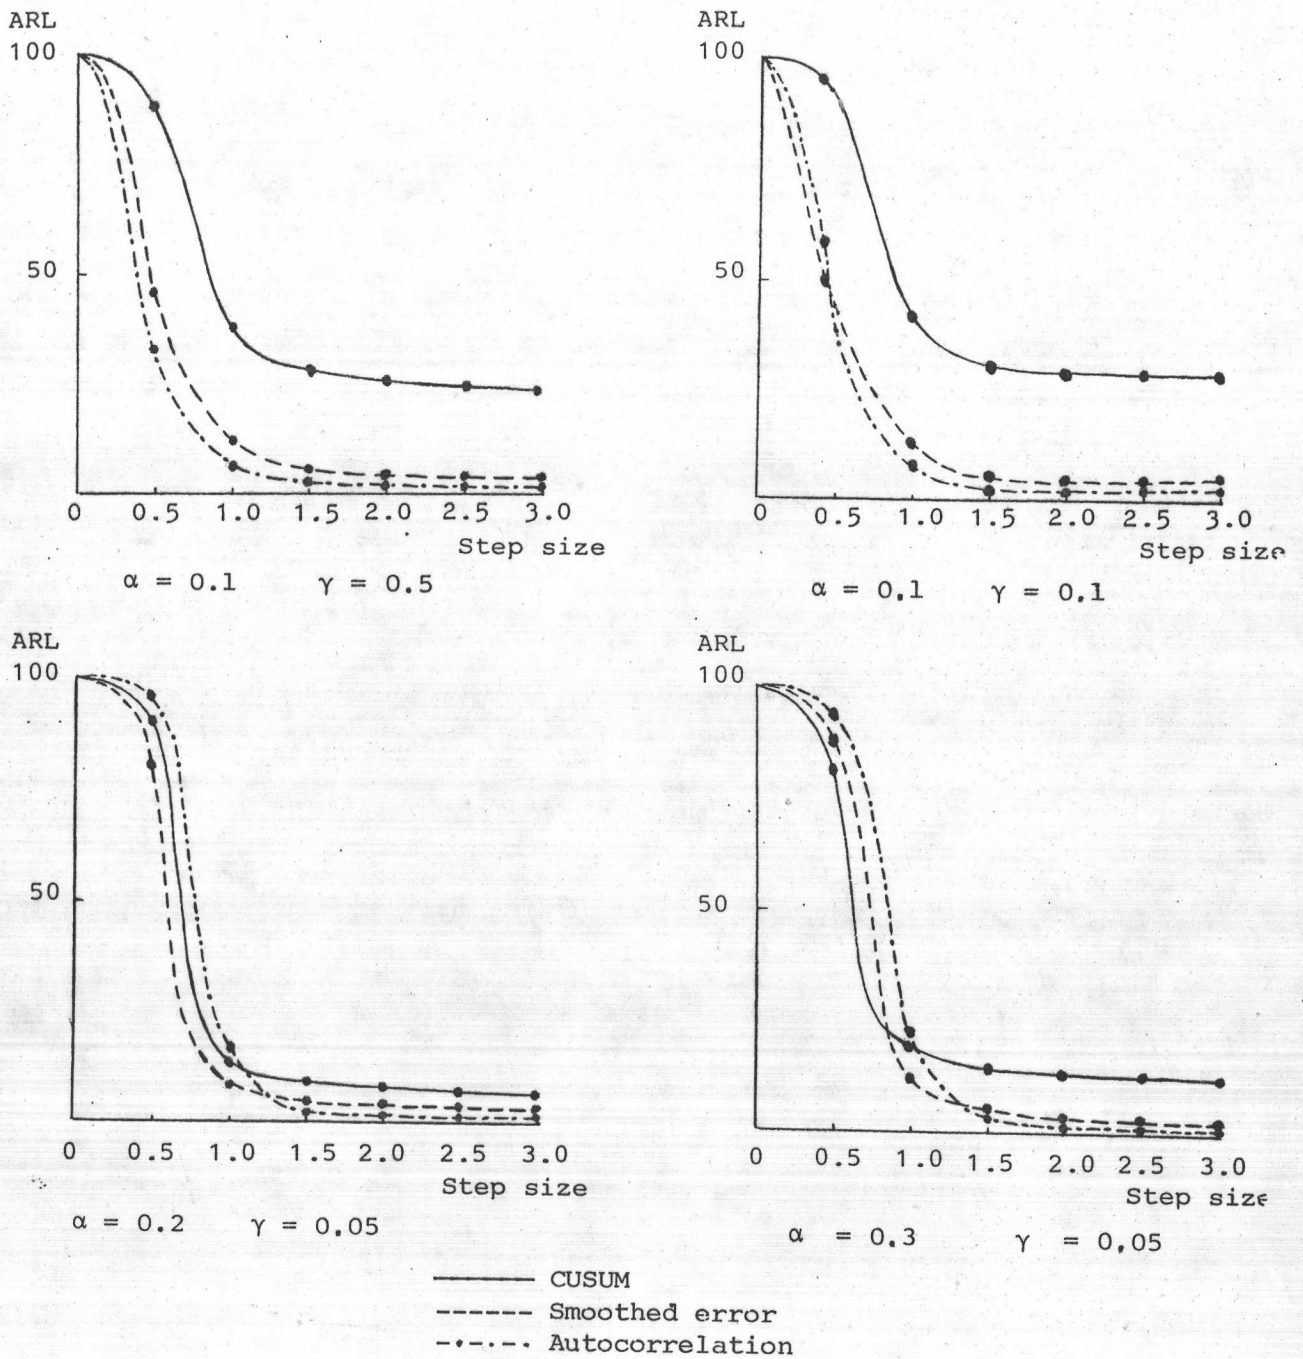 ARL
100
50
0 0.5 1.0 1.5 2.0 2.5 3.0
Step size
α = 0.1 γ = 0.5
ARL
100
50
0 0.5 1.0 1.5 2.0 2.5 3.0
Step size
α = 0.1 γ = 0.1
ARL
100
50
0 0.5 1.0 1.5 2.0 2.5 3.0
Step size
α = 0.2 γ = 0.05
ARL
100
50
0 0.5 1.0 1.5 2.0 2.5 3.0
Step size
α = 0.3 γ = 0.05
CUSUM
Smoothed error
Autocorrelation